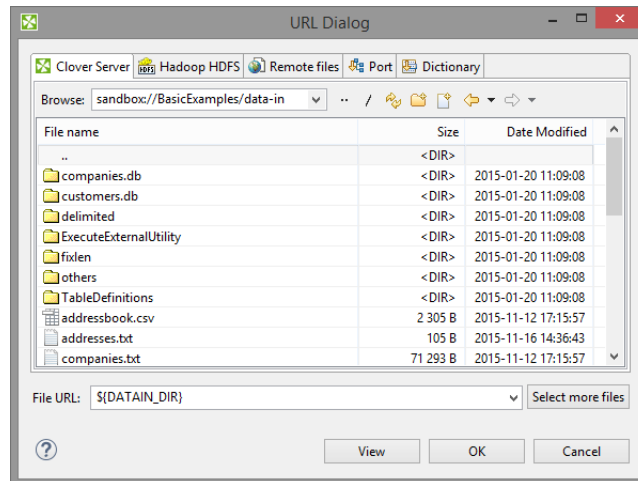 URL Dialog
Clover Server Hadoop HDFS Remote files Port Dictionary
Browse: sandbox://BasicExamples/data-in .. /
File name Size Date Modified
.. <DIR>
companies.db <DIR> 2015-01-20 11:09:08
customers.db <DIR> 2015-01-20 11:09:08
delimited <DIR> 2015-01-20 11:09:08
ExecuteExternalUtility <DIR> 2015-01-20 11:09:08
fixlen <DIR> 2015-01-20 11:09:08
others <DIR> 2015-01-20 11:09:08
TableDefinitions <DIR> 2015-01-20 11:09:08
addressbook.csv 2 305 B 2015-11-12 17:15:57
addresses.txt 105 B 2015-11-16 14:36:43
companies.txt 71 293 B 2015-11-12 17:15:57
File URL: ${DATAIN_DIR} Select more files
? View OK Cancel